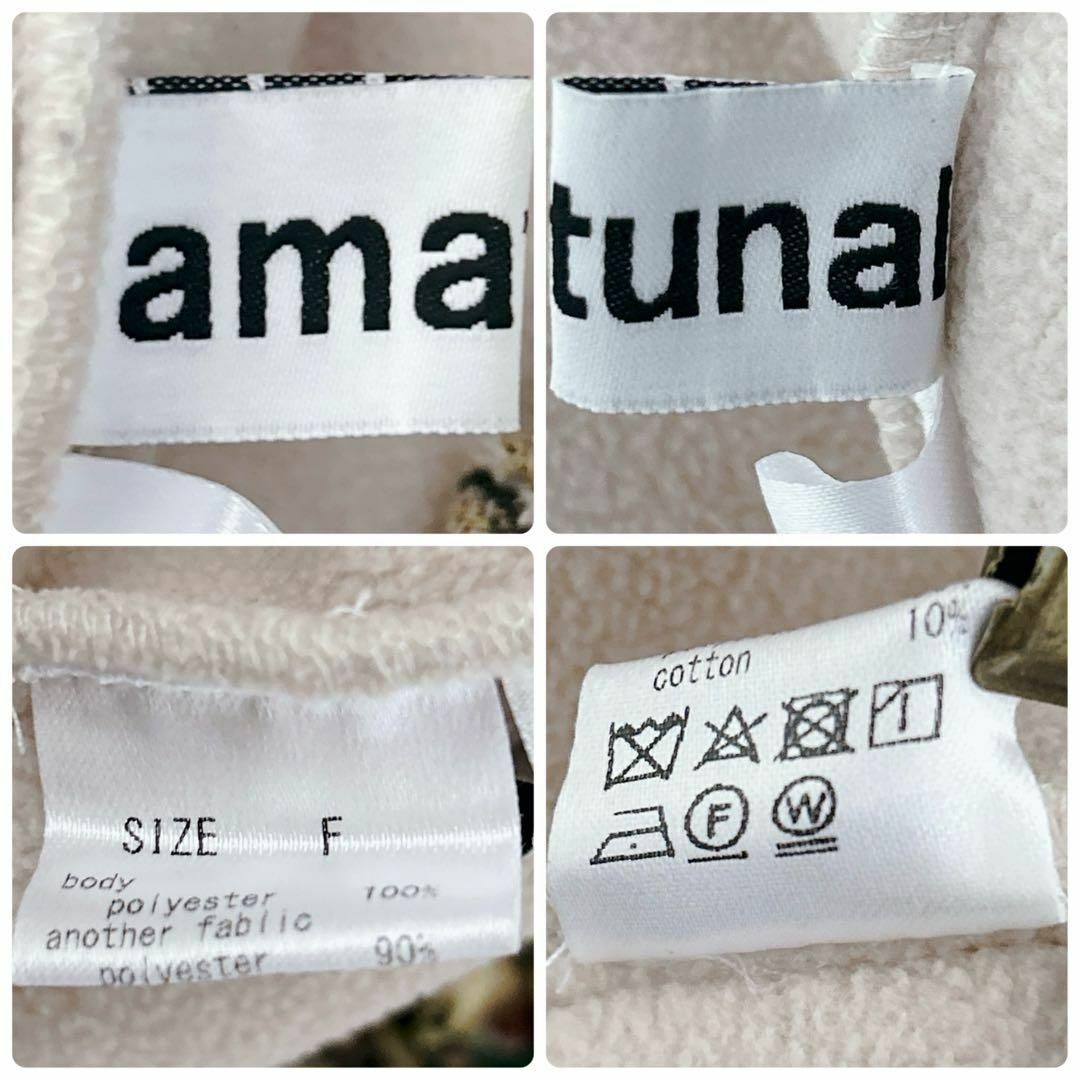 ama
tunal
SIZE F
body
polyester 100%
another fablic
polyester 90%
cotton 10%
F W